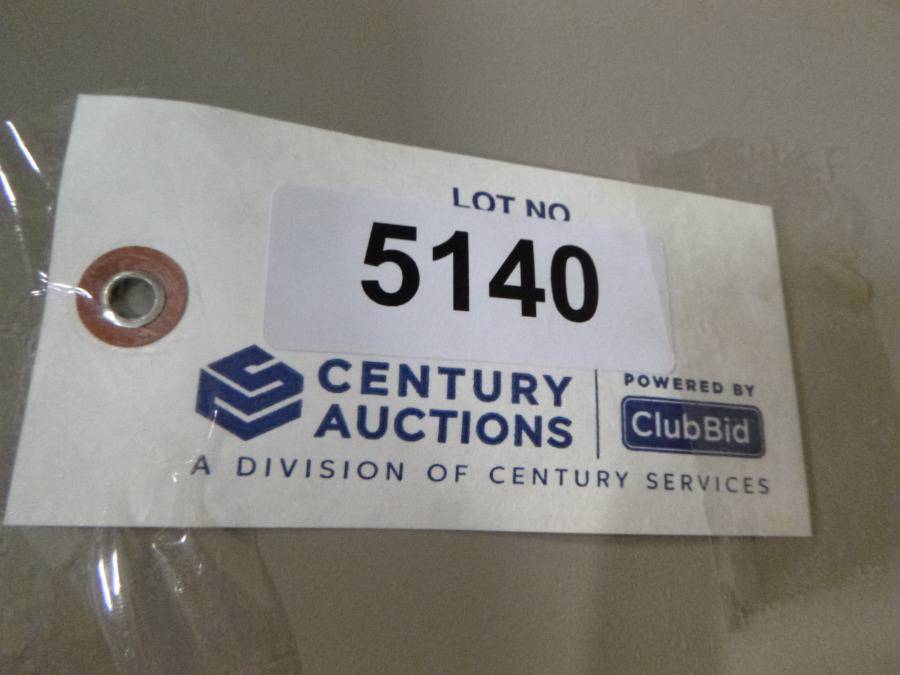 LOT NO
5140
CENTURY
AUCTIONS
POWERED BY
ClubBid
A DIVISION OF CENTURY SERVICES